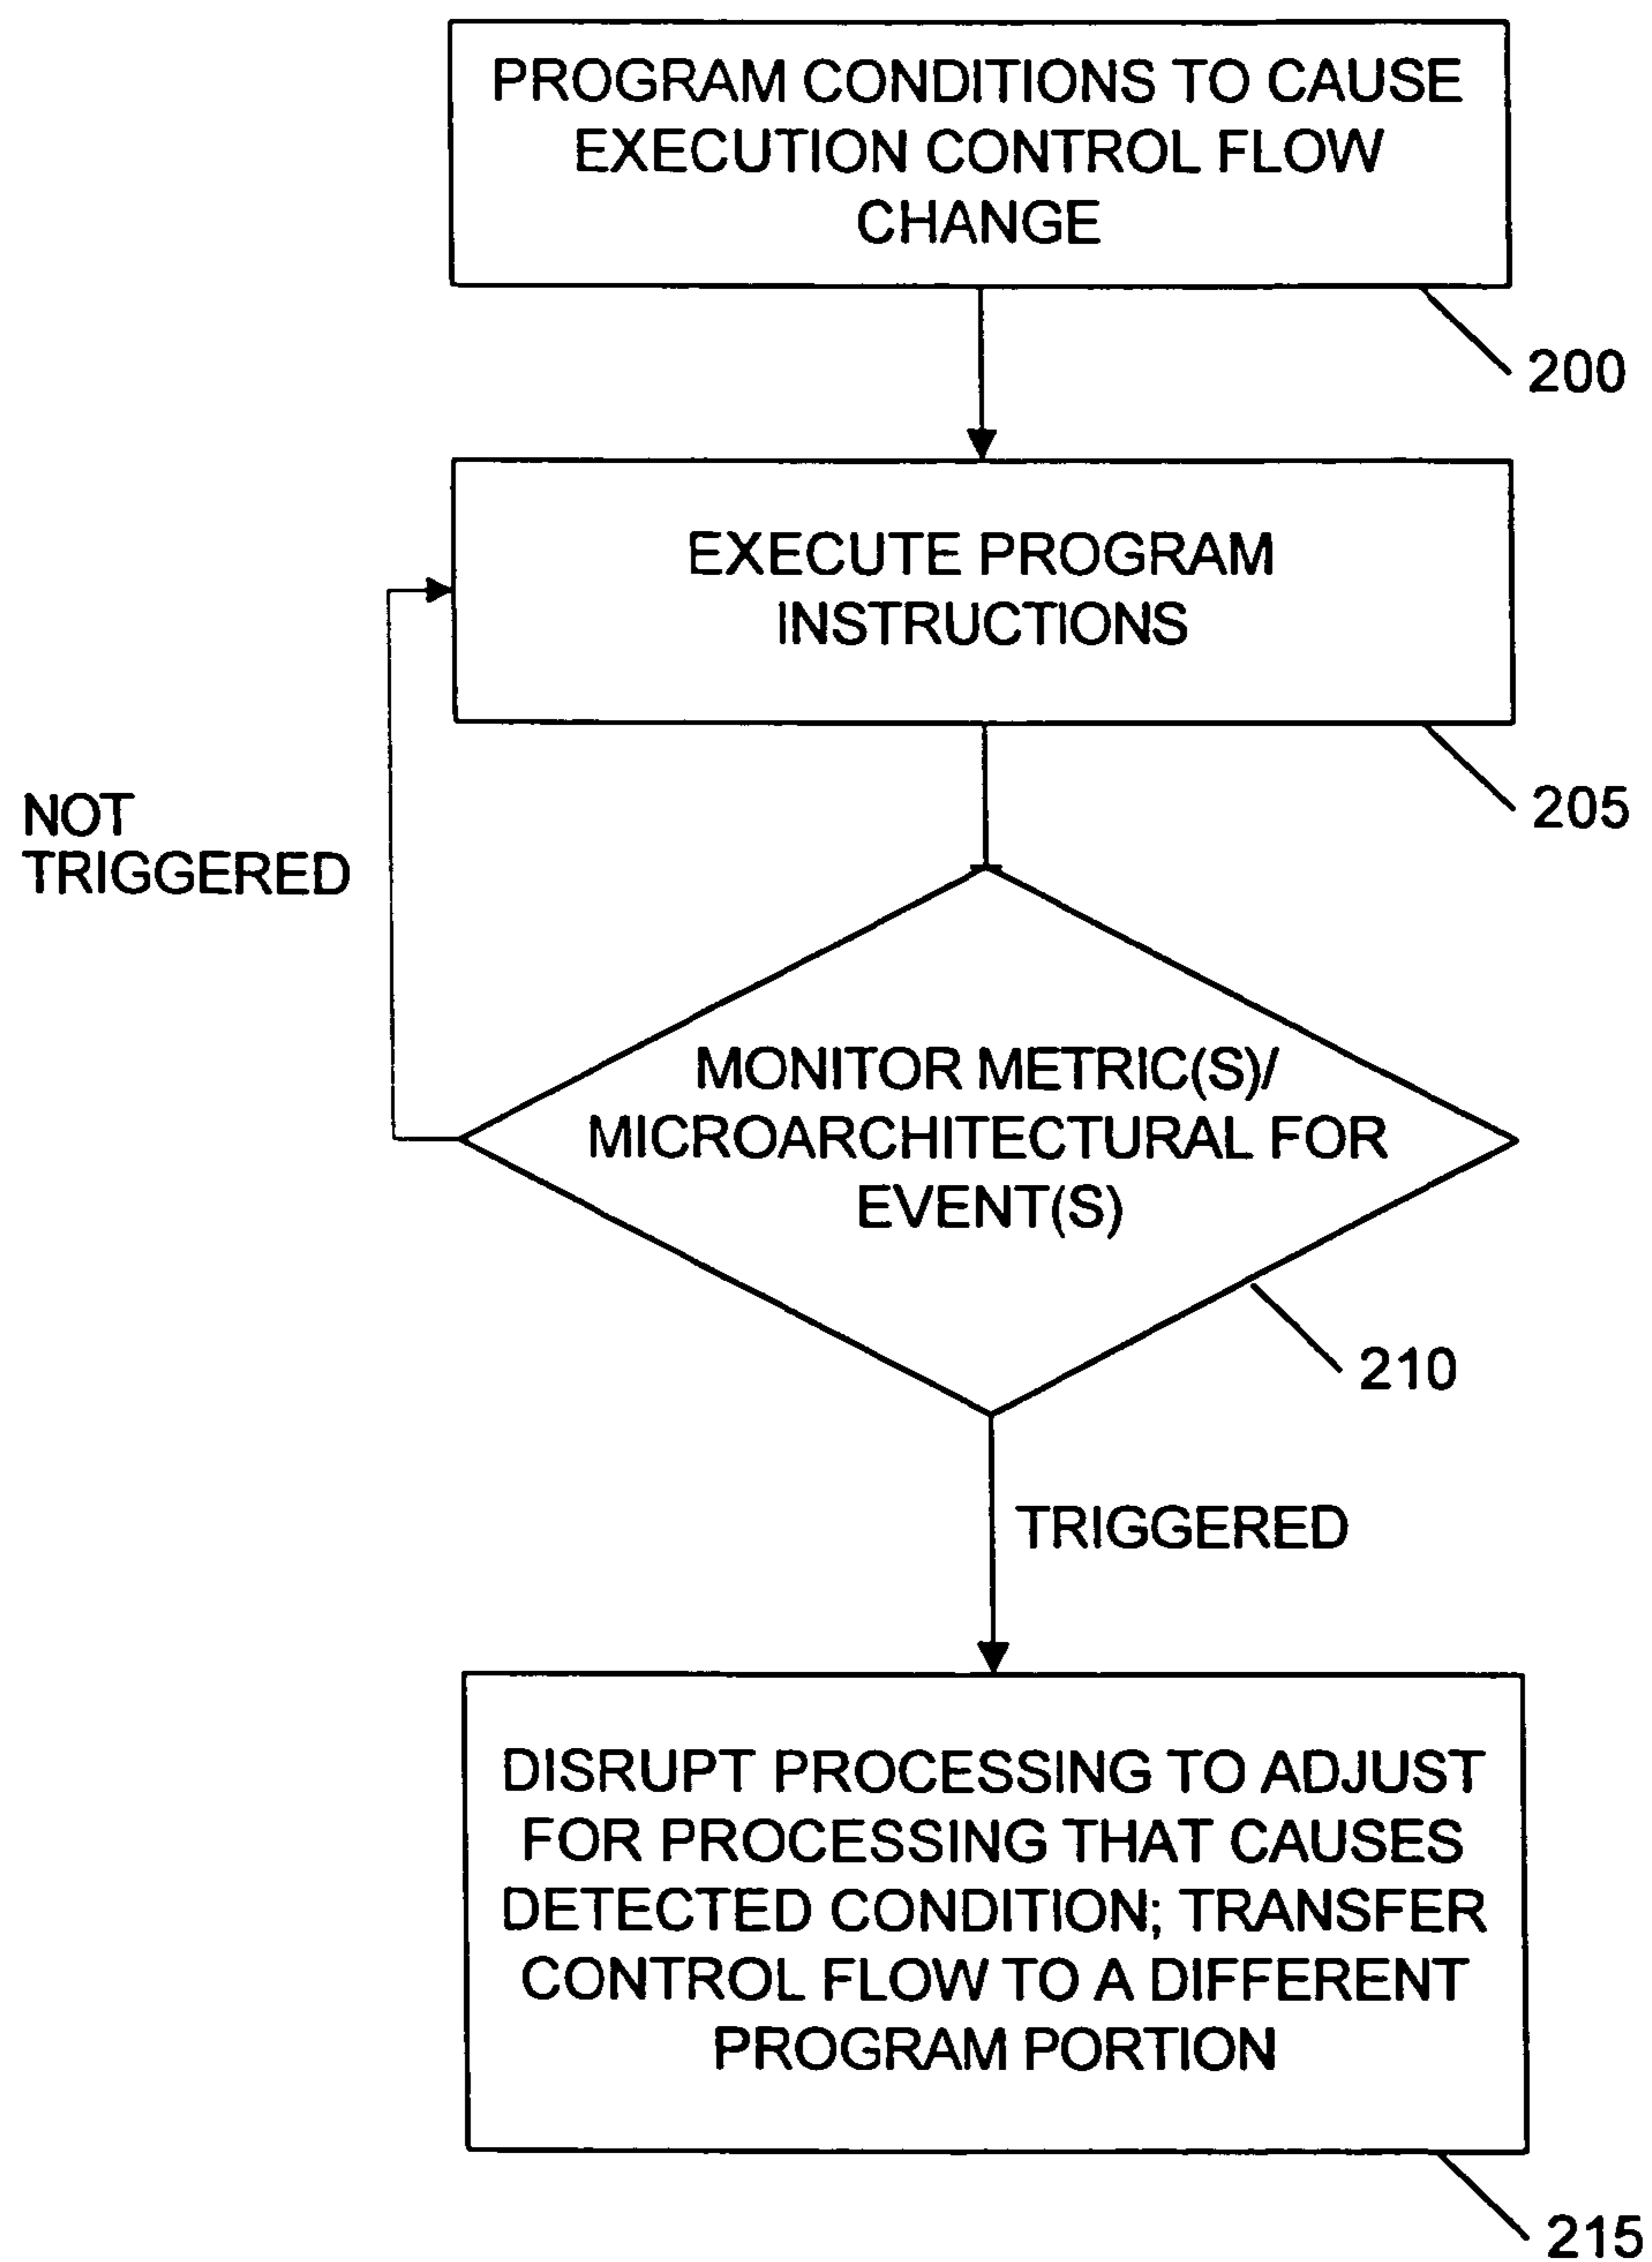 PROGRAM CONDITIONS TO CAUSE
EXECUTION CONTROL FLOW
CHANGE
200
EXECUTE PROGRAM
INSTRUCTIONS
205
NOT
TRIGGERED
MONITOR METRIC(S)/
MICROARCHITECTURAL FOR
EVENT(S)
210
TRIGGERED
DISRUPT PROCESSING TO ADJUST
FOR PROCESSING THAT CAUSES
DETECTED CONDITION; TRANSFER
CONTROL FLOW TO A DIFFERENT
PROGRAM PORTION
215